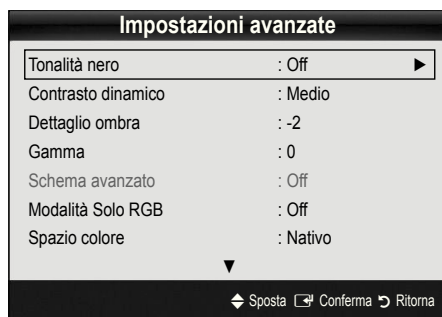 Impostazioni avanzate
Tonalità nero : Off ►
Contrasto dinamico : Medio
Dettaglio ombra : -2
Gamma : 0
Schema avanzato : Off
Modalità Solo RGB : Off
Spazio colore : Nativo
▼
Sposta Conferma Ritorna